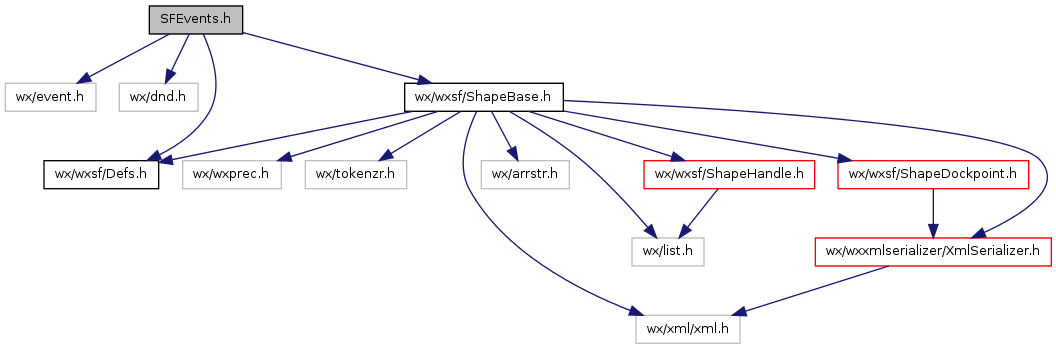 SFEvents.h
wx/event.h
wx/dnd.h
wx/wxsf/ShapeBase.h
wx/wxsf/Defs.h
wx/wxprec.h
wx/tokenzr.h
wx/arrstr.h
wx/wxsf/ShapeHandle.h
wx/wxsf/ShapeDockpoint.h
wx/list.h
wx/wxxmlserializer/XmlSerializer.h
wx/xml/xml.h